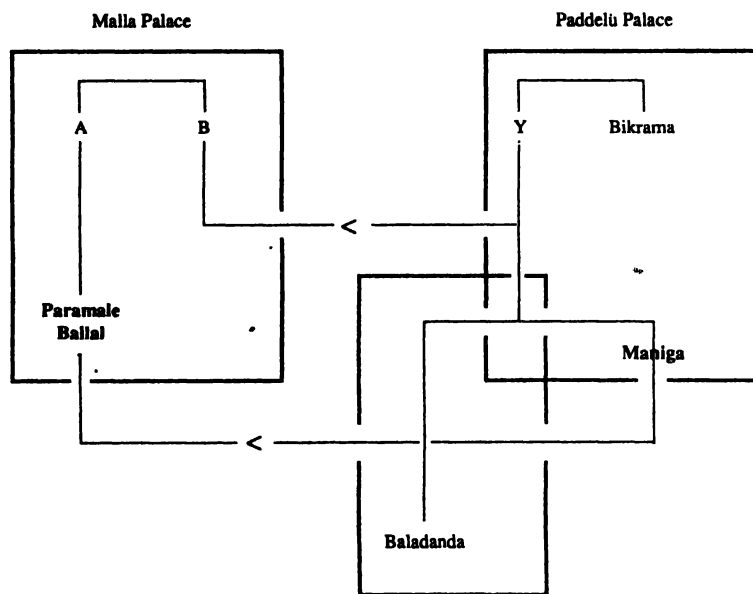 Malla Palace
Paddelü Palace
A
B
Y
Bikrama
<
Paramale
Ballal
Maniga
<
Baladanda